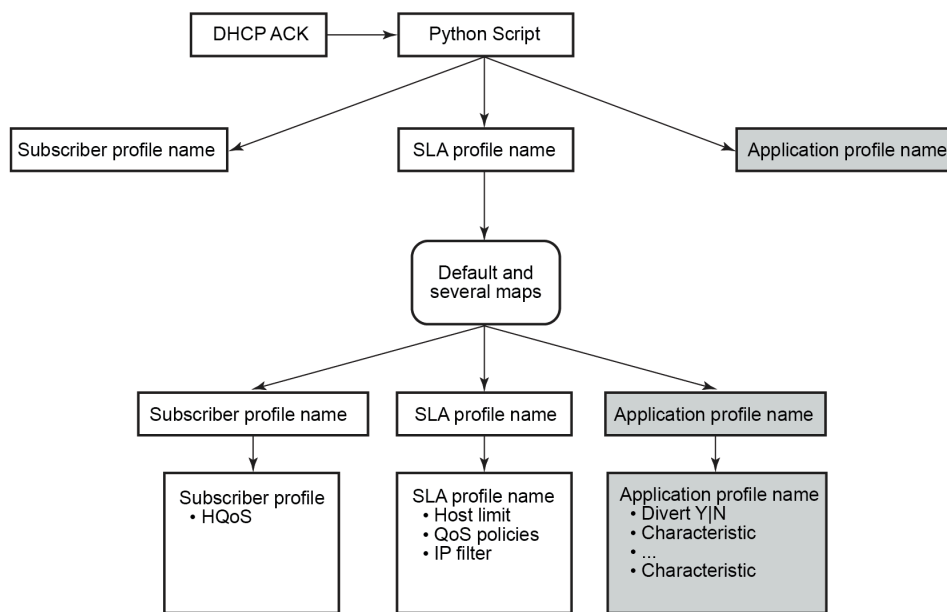 DHCP ACK
Python Script
Subscriber profile name
SLA profile name
Application profile name
Default and
several maps
Subscriber profile name
SLA profile name
Application profile name
Subscriber profile
• HQoS
SLA profile name
• Host limit
• QoS policies
• IP filter
Application profile name
• Divert Y|N
• Characteristic
• ...
• Characteristic